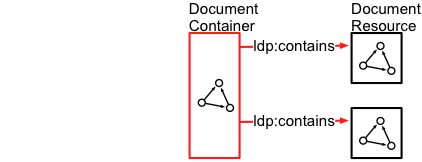 Document
Container
Document
Resource
ldp:contains
ldp:contains